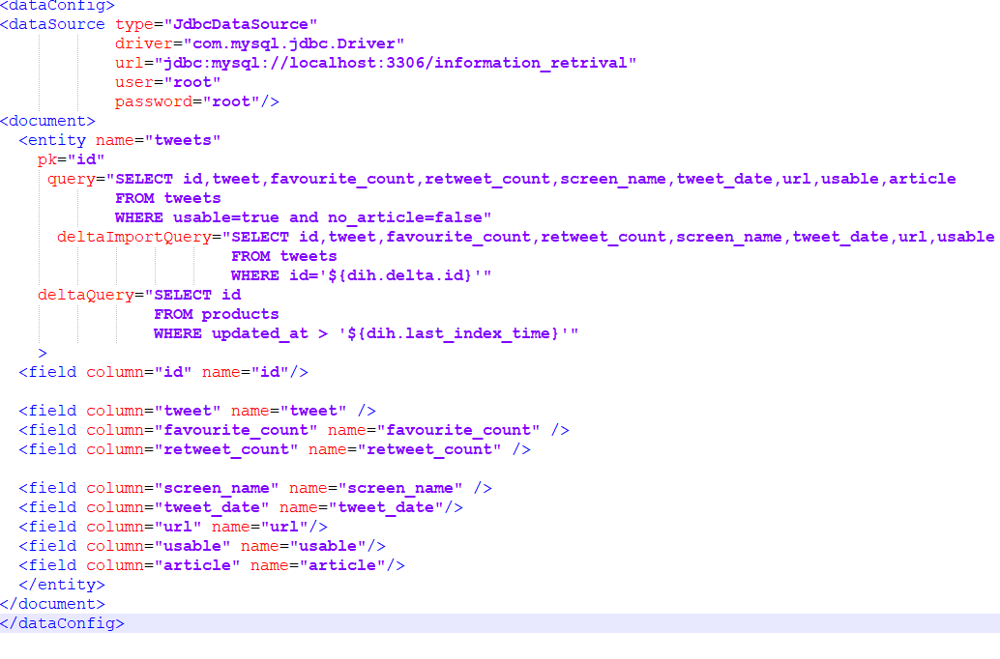 <dataConfig>
<dataSource type="JdbcDataSource"
driver="com.mysql.jdbc.Driver"
url="jdbc:mysql://localhost:3306/information_retrival"
user="root"
password="root"/>
<document>
<entity name="tweets"
pk="id"
query="SELECT id,tweet,favourite_count,retweet_count,screen_name,tweet_date,url,usable,article
FROM tweets
WHERE usable=true and no_article=false"
deltaImportQuery="SELECT id,tweet,favourite_count,retweet_count,screen_name,tweet_date,url,usable
FROM tweets
WHERE id='${dih.delta.id}'"
deltaQuery="SELECT id
FROM products
WHERE updated_at > '${dih.last_index_time}'"
>
<field column="id" name="id"/>
<field column="tweet" name="tweet" />
<field column="favourite_count" name="favourite_count" />
<field column="retweet_count" name="retweet_count" />
<field column="screen_name" name="screen_name" />
<field column="tweet_date" name="tweet_date"/>
<field column="url" name="url"/>
<field column="usable" name="usable"/>
<field column="article" name="article"/>
</entity>
</document>
</dataConfig>